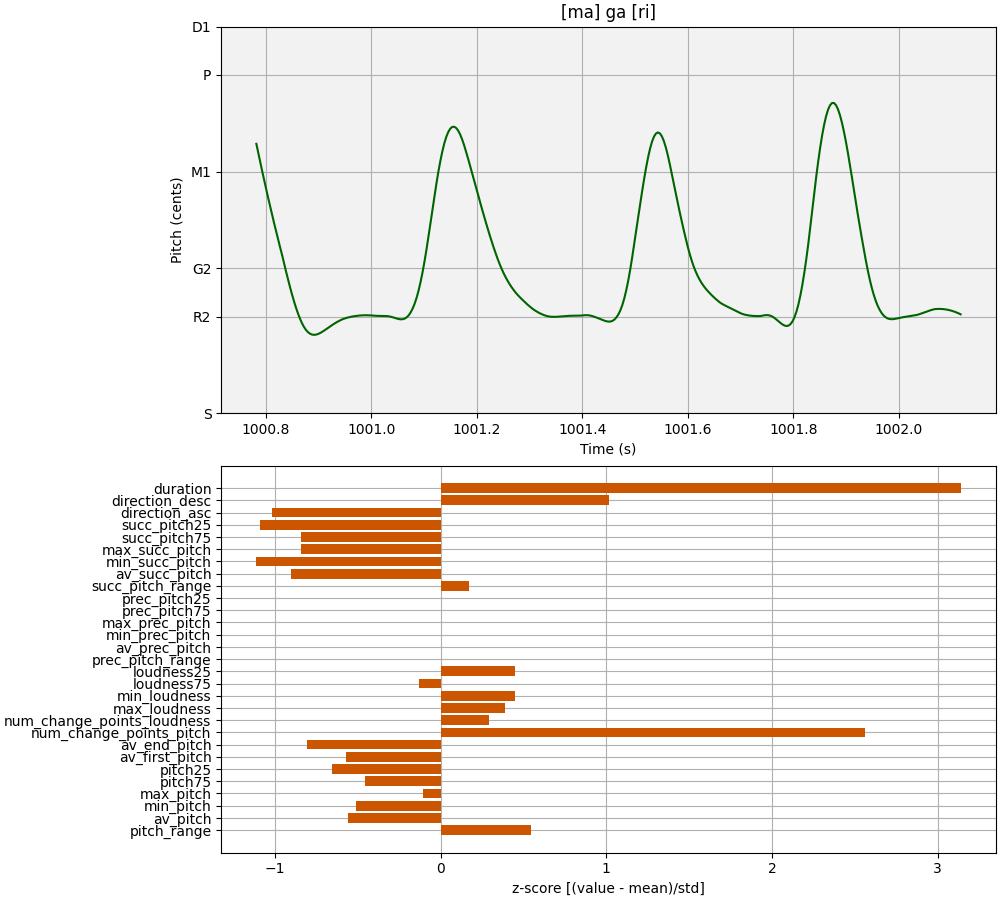 [ma] ga [ri]
D1
P
M1
G2
R2
S
Pitch (cents)
1000.8 1001.0 1001.2 1001.4 1001.6 1001.8 1002.0
Time (s)
duration
direction_desc
direction_asc
succ_pitch25
succ_pitch75
max_succ_pitch
min_succ_pitch
av_succ_pitch
succ_pitch_range
prec_pitch25
prec_pitch75
max_prec_pitch
min_prec_pitch
av_prec_pitch
prec_pitch_range
loudness25
loudness75
min_loudness
max_loudness
num_change_points_loudness
num_change_points_pitch
av_end_pitch
av_first_pitch
pitch25
pitch75
max_pitch
min_pitch
av_pitch
pitch_range
−1 0 1 2 3
z-score [(value - mean)/std]